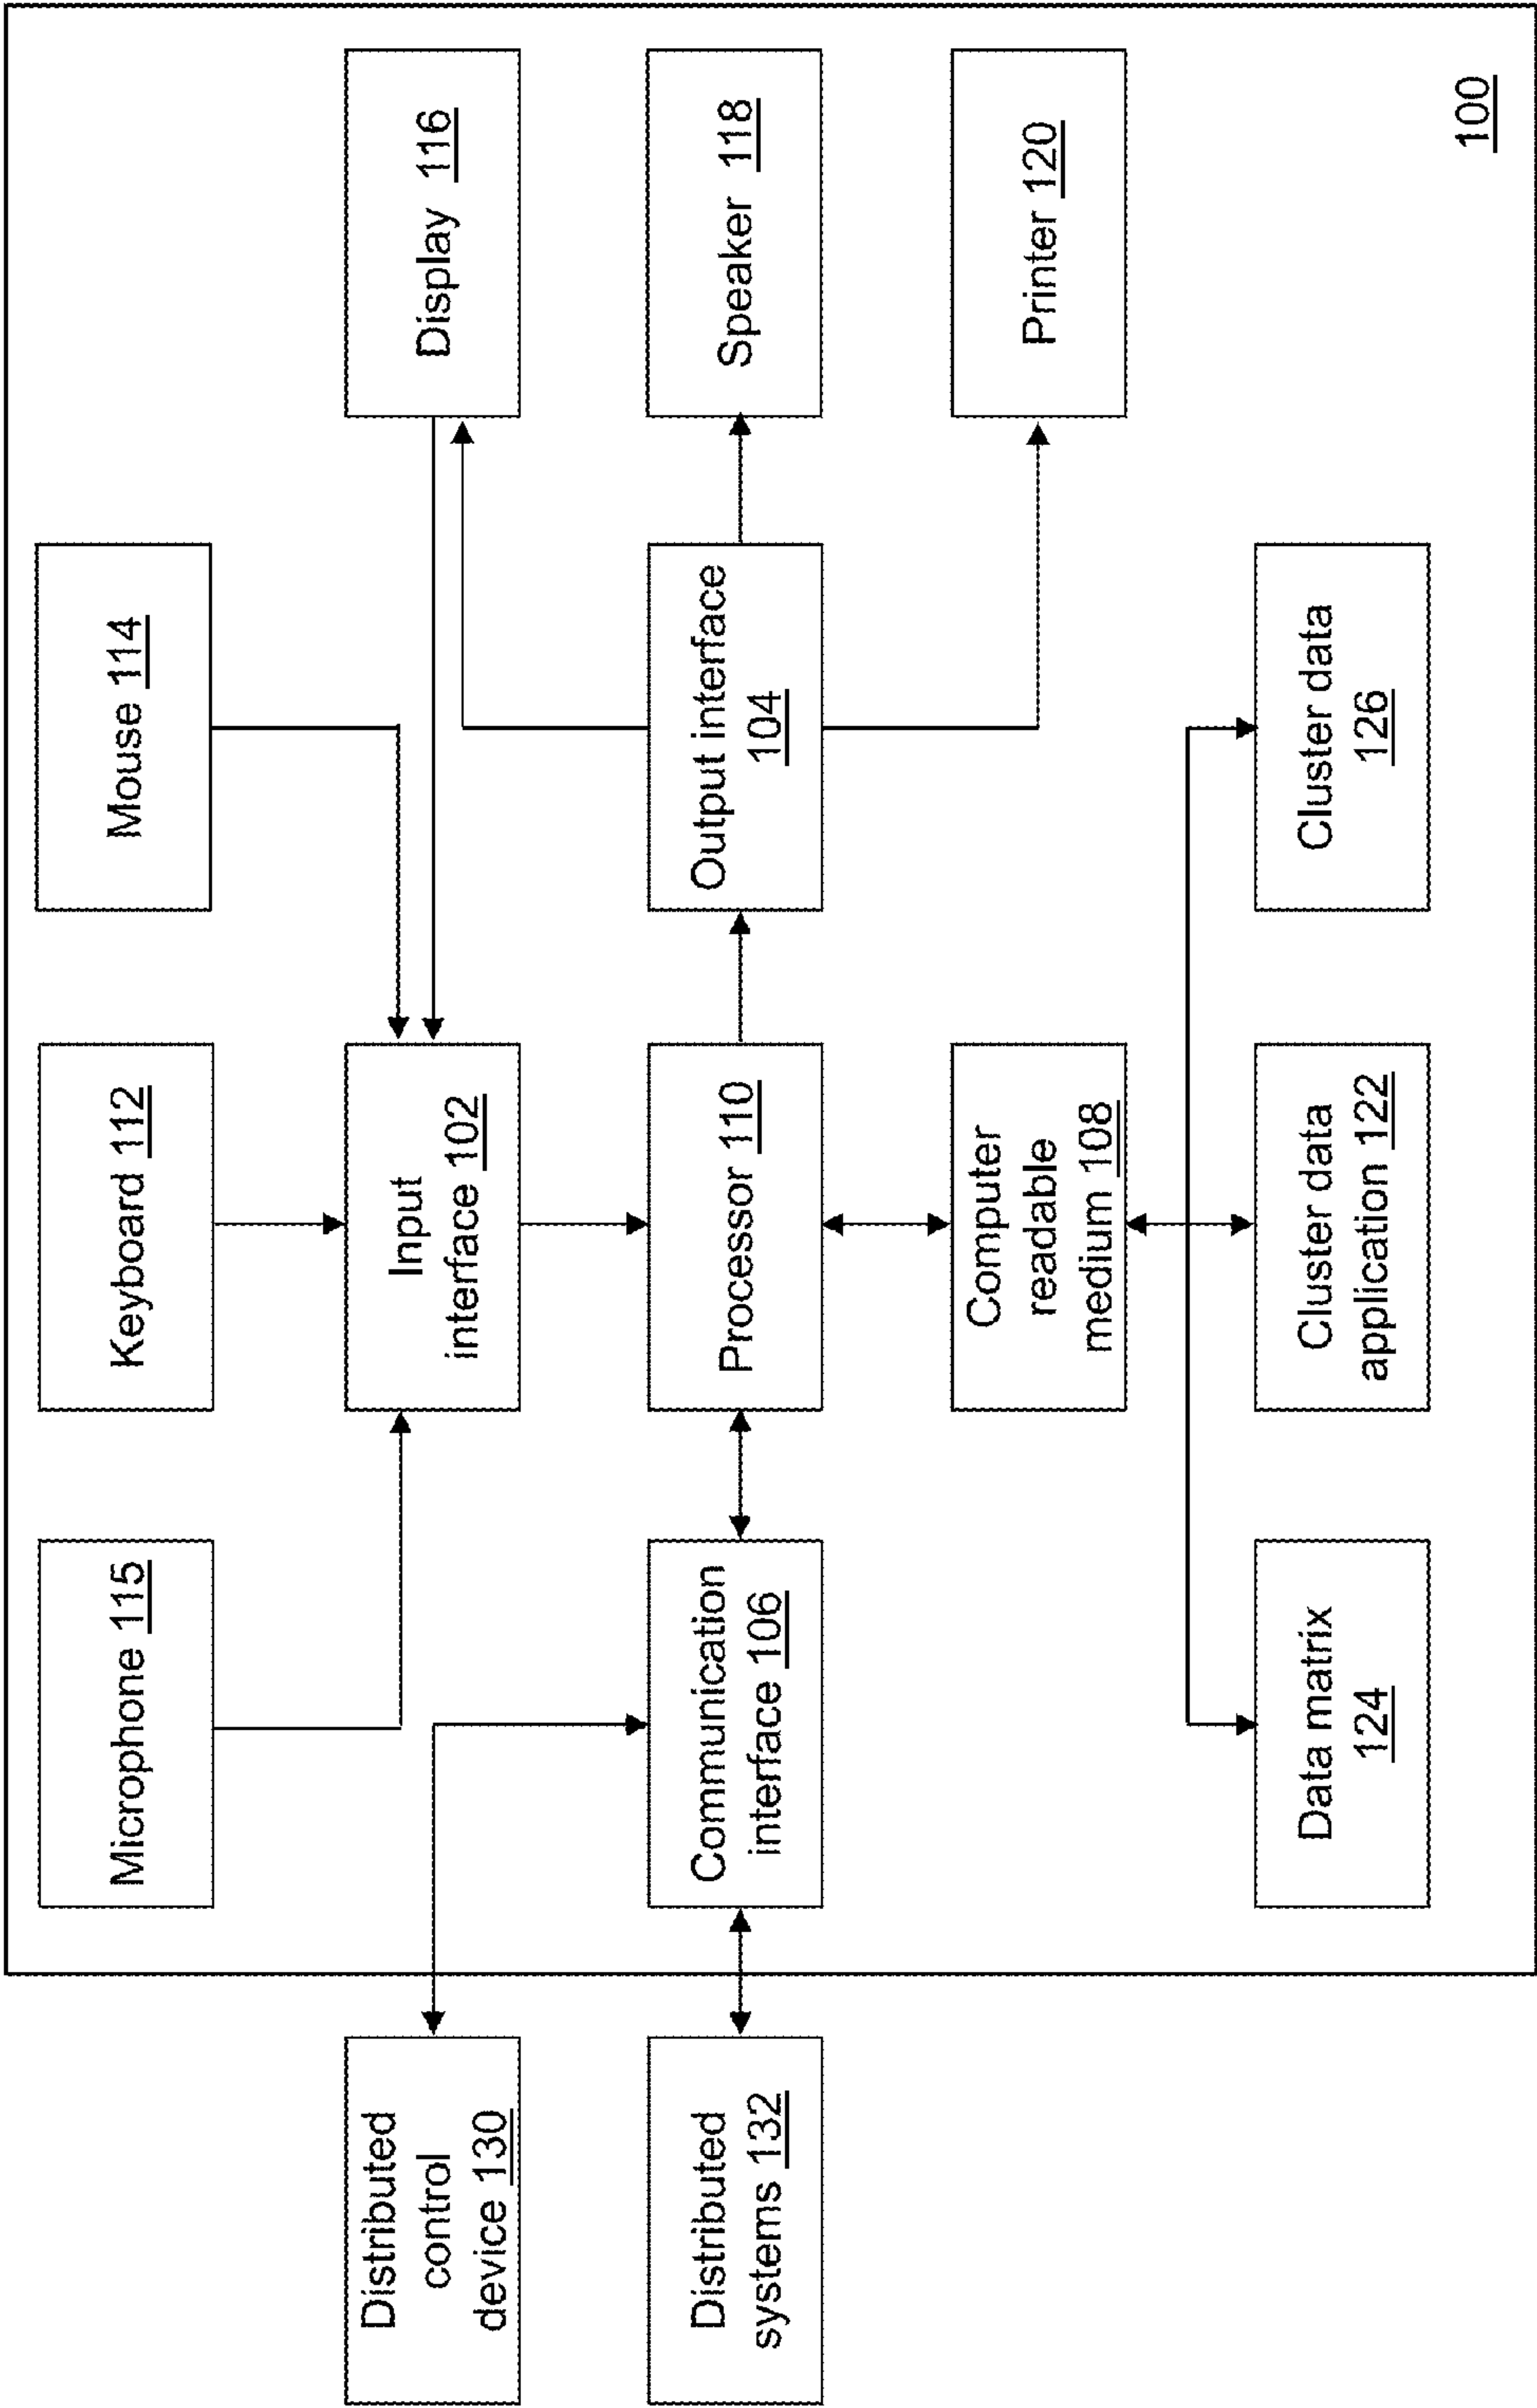 Microphone 115
Keyboard 112
Mouse 114
Distributed
control
device 130
Input
interface 102
Display 116
Distributed
systems 132
Communication
interface 106
Processor 110
Output interface
104
Speaker 118
Computer
readable
medium 108
Printer 120
Data matrix
124
Cluster data
application 122
Cluster data
126
100